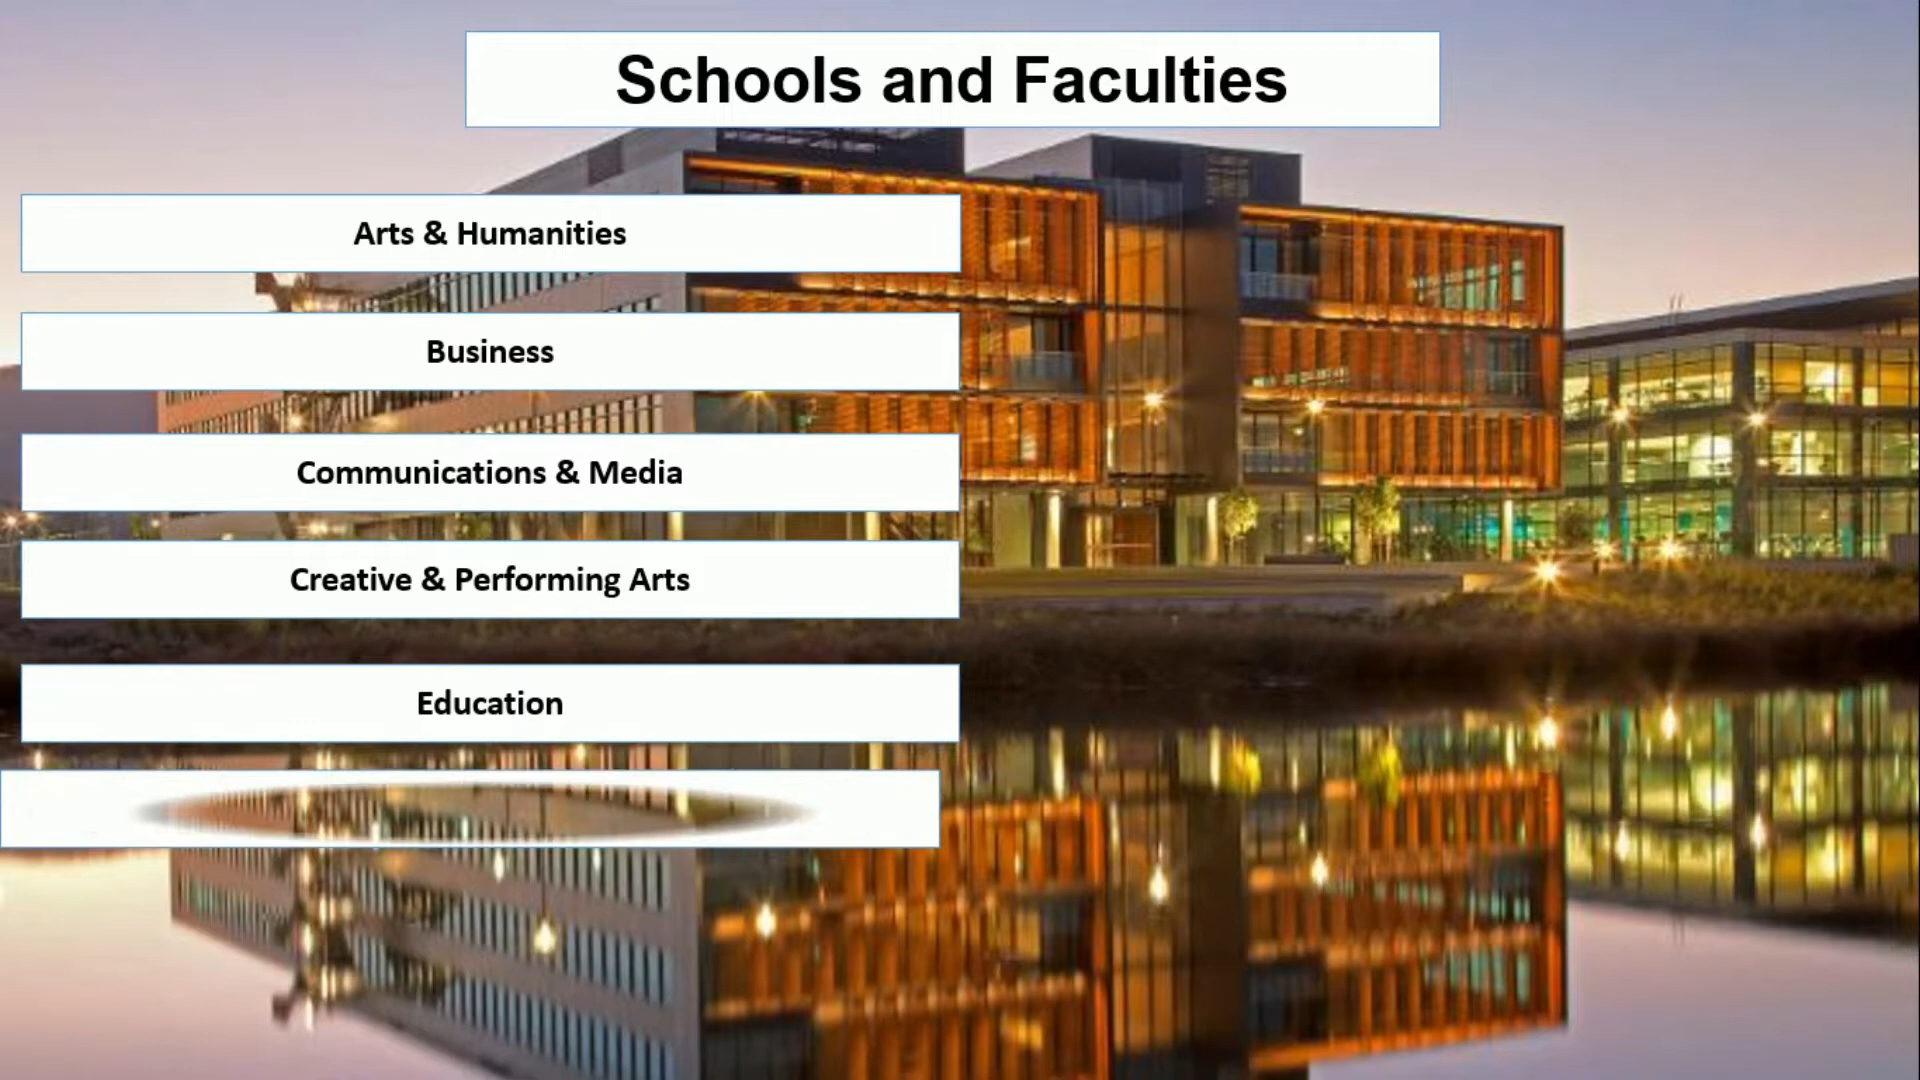 Schools and Faculties
Arts & Humanities
Business
Communications & Media
Creative & Performing Arts
Education